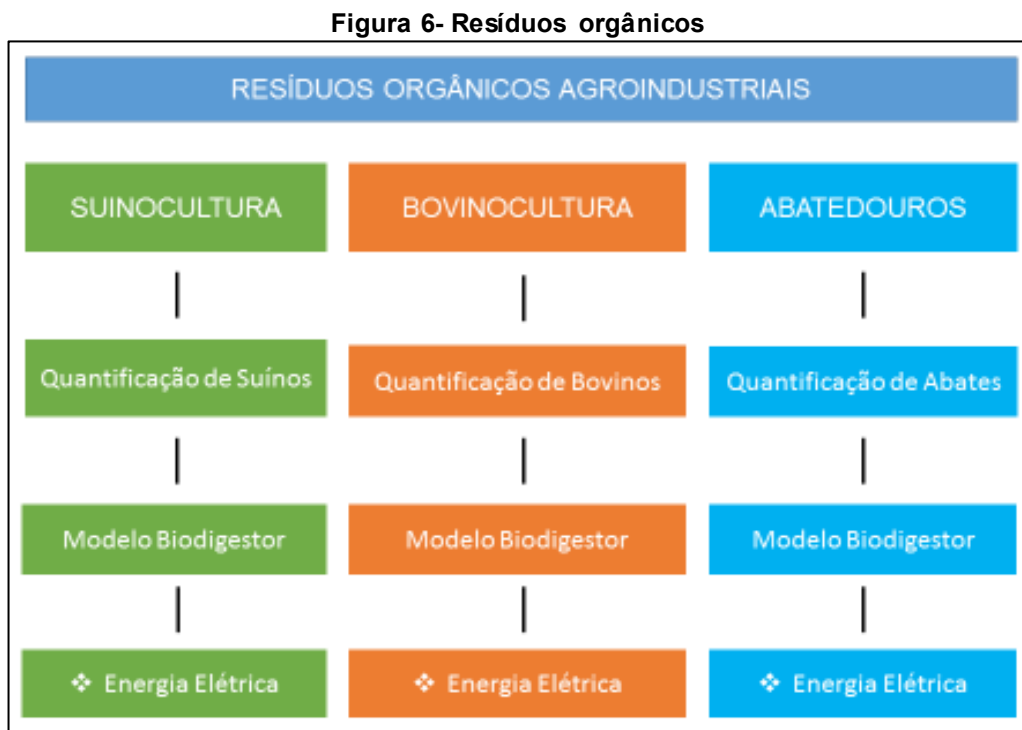 Figura 6- Resíduos orgânicos
RESÍDUOS ORGÂNICOS AGROINDUSTRIAIS
SUINOCULTURA
BOVINOCULTURA
ABATEDOUROS
Quantificação de Suínos
Quantificação de Bovinos
Quantificação de Abates
Modelo Biodigestor
Modelo Biodigestor
Modelo Biodigestor
❖ Energia Elétrica
❖ Energia Elétrica
❖ Energia Elétrica